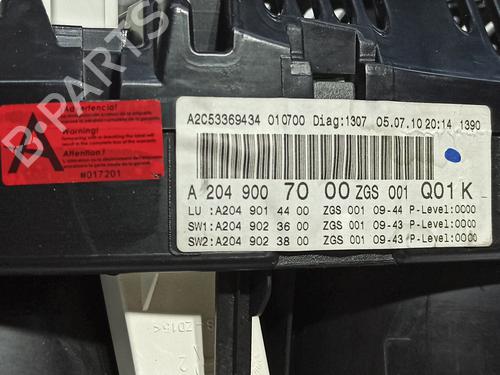 B-PARTS
¡Advertencia!
A
Warning!
Attention !
M017201
A2C53369434 010700 Diag:1307 05.07.10 20:14 1390
A 204 900 70 00 ZGS 001 Q01 K
LU :A204 901 44 00 ZGS 001 09-44 P-Level:0000
SW1:A204 902 36 00 ZGS 001 09-43 P-Level:0000
SW2:A204 902 38 00 ZGS 001 09-43 P-Level:0000